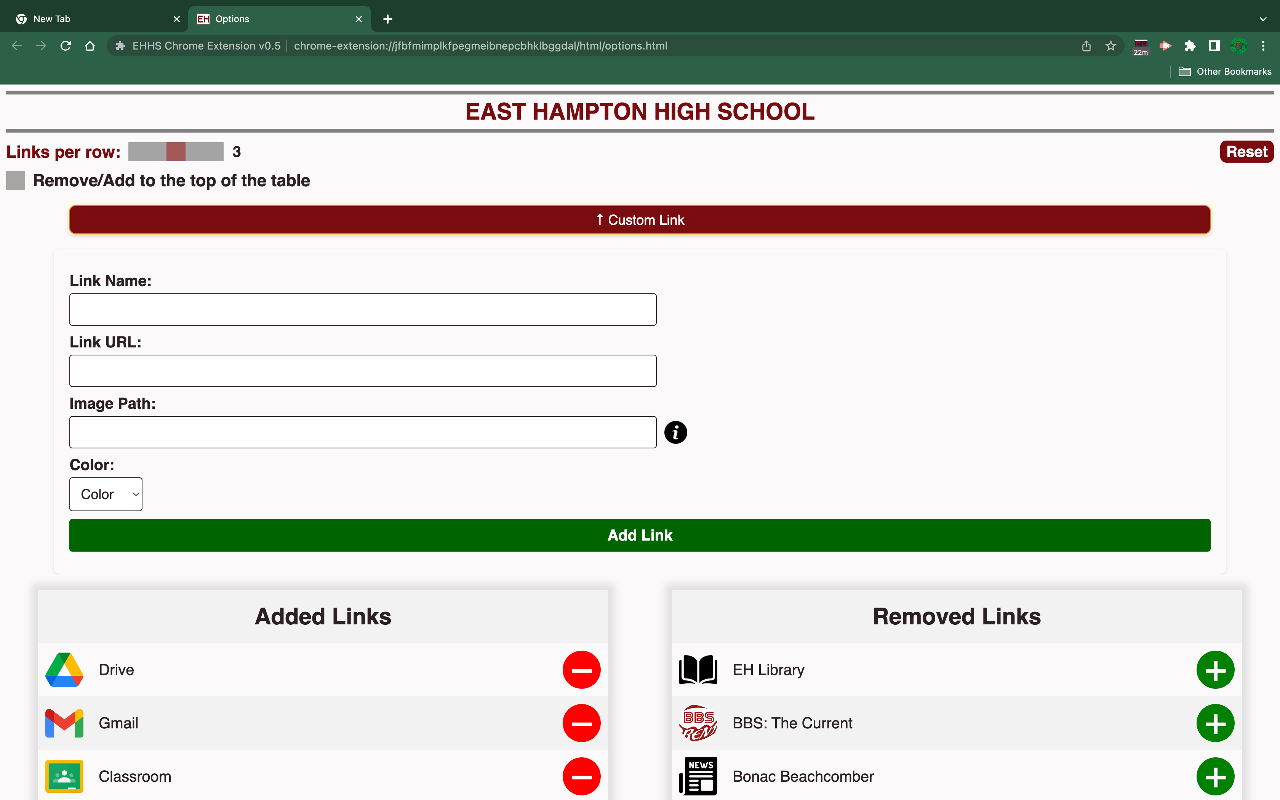 New Tab
EH Options
EHHS Chrome Extension v0.5 chrome-extension://jfbfmimplkfpegmeibnepcbhklbggdal/html/options.html
22m
Other Bookmarks
EAST HAMPTON HIGH SCHOOL
Links per row: 3
Reset
Remove/Add to the top of the table
↑ Custom Link
Link Name:
Link URL:
Image Path:
i
Color:
Color
Add Link
Added Links
Drive
Gmail
Classroom
Removed Links
EH Library
BBS BBS: The Current
NEWS Bonac Beachcomber